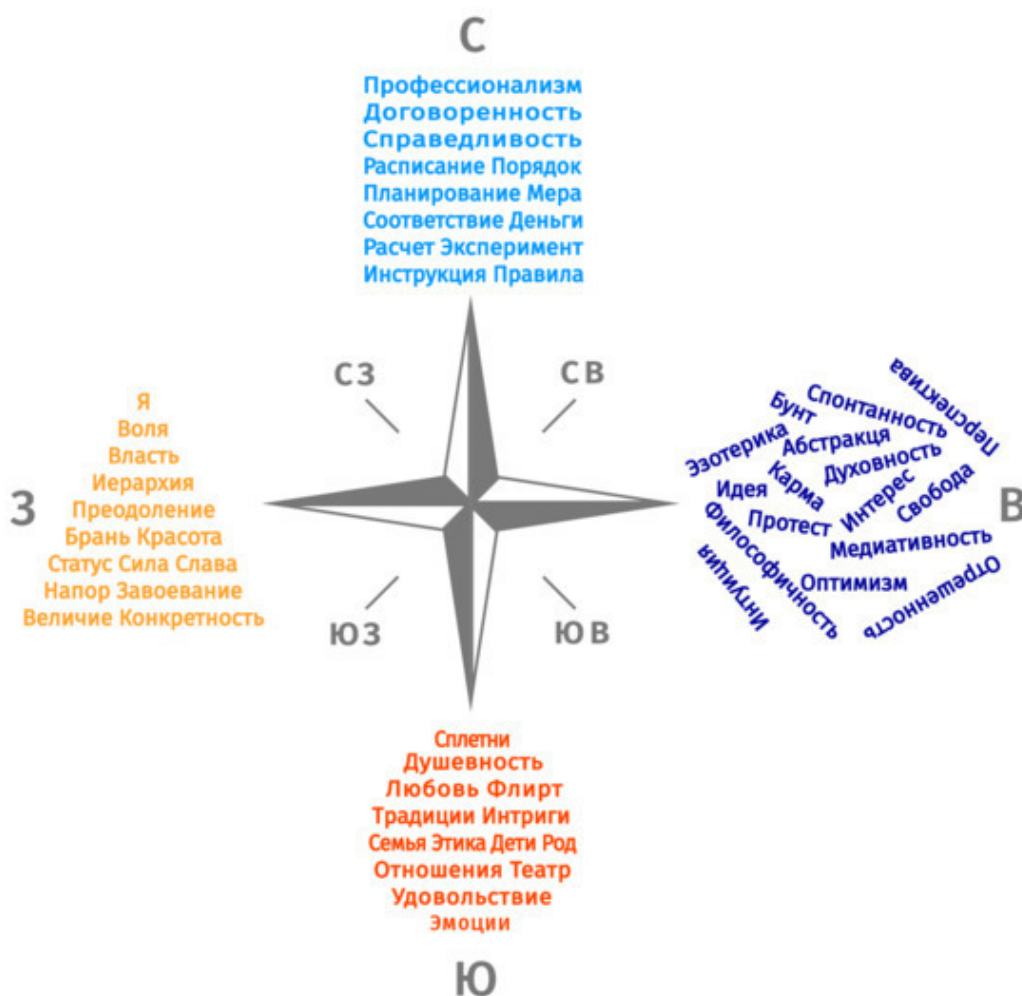 С
Профессионализм
Договоренность
Справедливость
Расписание Порядок
Планирование Мера
Соответствие Деньги
Расчет Эксперимент
Инструкция Правила
СЗ
СВ
З
Я
Воля
Власть
Иерархия
Преодоление
Брань Красота
Статус Сила Слава
Напор Завоевание
Величие Конкретность
Перспектива
Спонтанность
Бунт
Эзотерика
Абстракця
Духовность
Карма
Идея
Интерес
Свобода
Протест
Философичность
Медиативность
Интуиция
Оптимизм
Отрешенность
В
ЮЗ
ЮВ
Сплетни
Душевность
Любовь Флирт
Традиции Интриги
Семья Этика Дети Род
Отношения Театр
Удовольствие
Эмоции
Ю